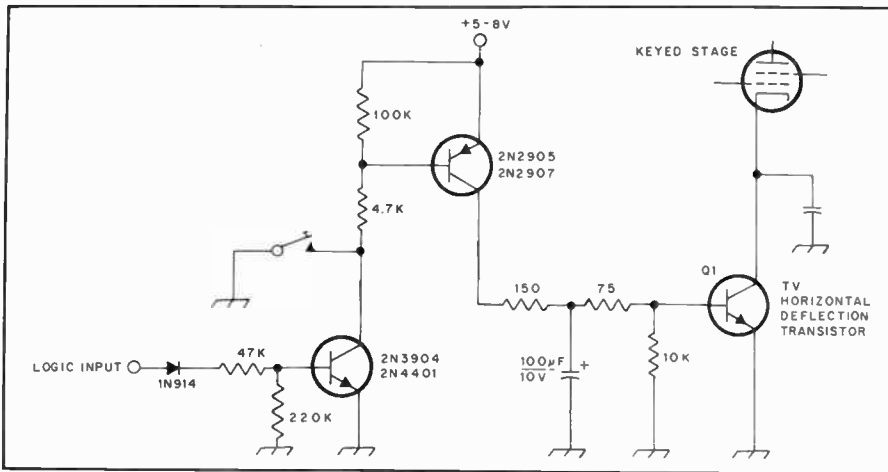 +5-8V
KEYED STAGE
100K
2N2905
2N2907
4.7K
150
75
Q1
TV
HORIZONTAL
DEFLECTION
TRANSISTOR
LOGIC INPUT
1N914
47K
2N3904
2N4401
220K
100µF
10V
+
10K